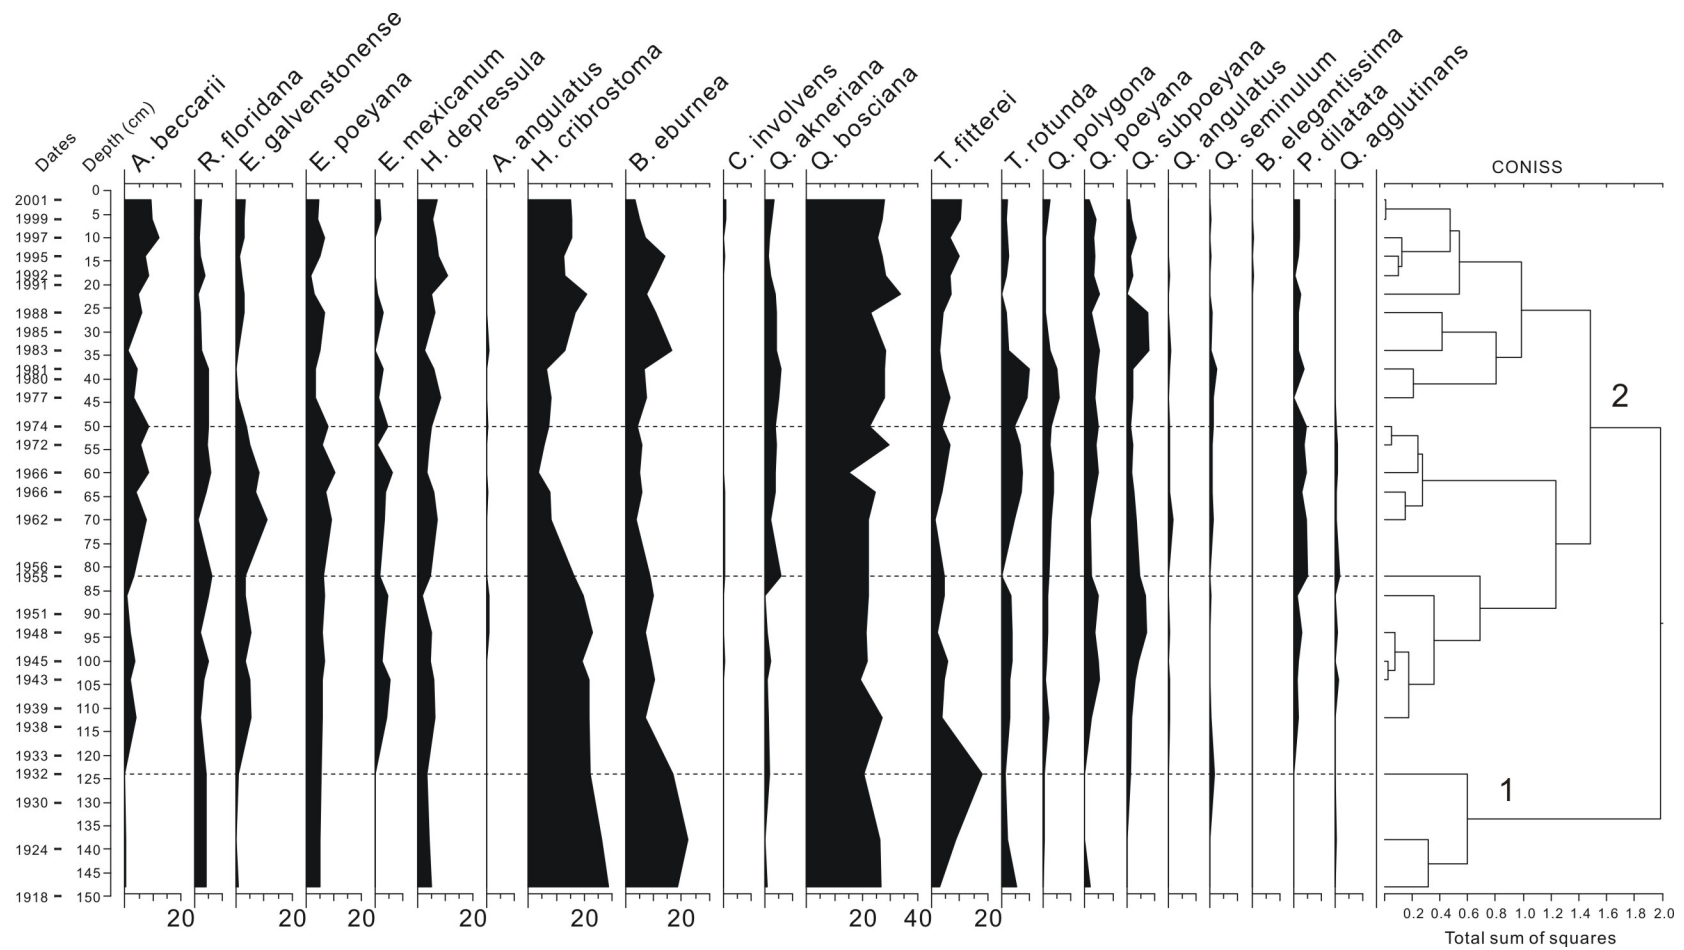 Dates
Depth (cm)
A. beccarii
R. floridana
E. galvenstonense
E. poeyana
E. mexicanum
H. depressula
A. angulatus
H. cribrostoma
B. eburnea
C. involvens
Q. akneriana
Q. bosciana
T. fitterei
T. rotunda
Q. polygona
Q. poeyana
Q. subpoeyana
Q. angulatus
Q. seminulum
B. elegantissima
P. dilatata
Q. agglutinans
CONISS
0
2001
1999 5
1997 10
1995 15
1992
1991 20
25
1988
1985 30
1983 35
1981
1980 40
1977 45
1974 50
1972 55
1966 60
1966 65
1962 70
75
1956 80
1955 85
1951 90
1948 95
1945 100
1943 105
1939 110
1938 115
1933 120
1932 125
1930 130
135
1924 140
145
1918 150
2
1
20 20 20 20 20 20 20 40 20
0.2 0.4 0.6 0.8 1.0 1.2 1.4 1.6 1.8 2.0
Total sum of squares